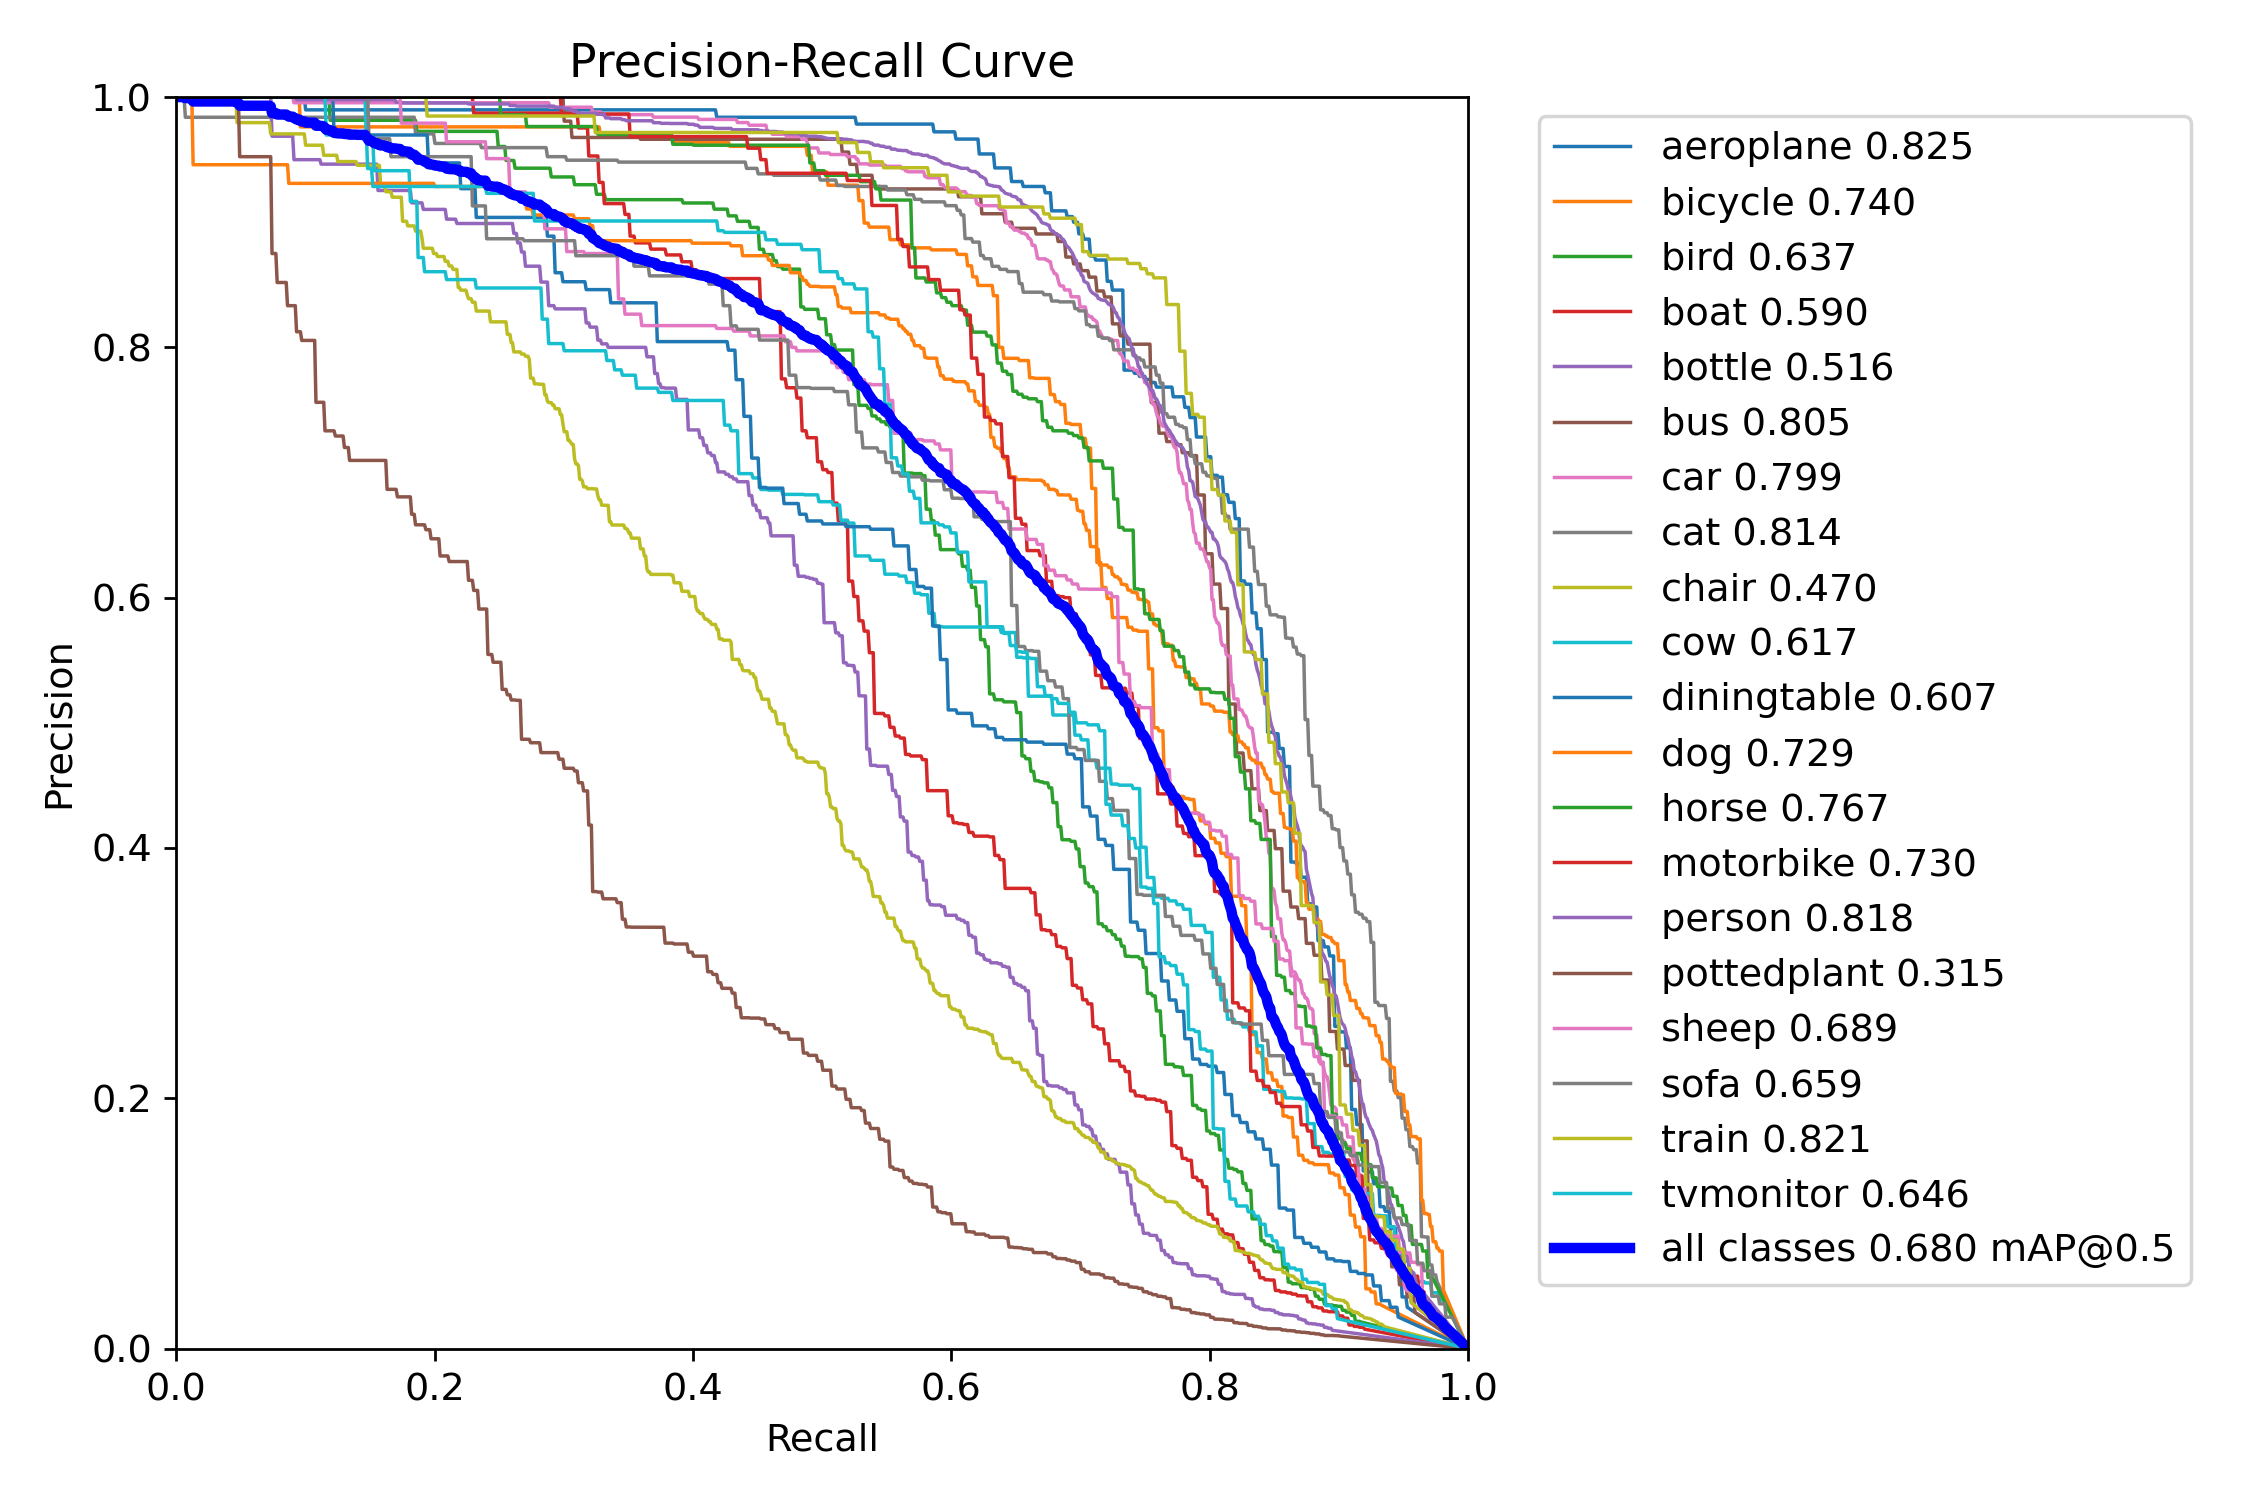 Precision-Recall Curve
1.0
0.8
0.6
0.4
0.2
0.0
Precision
0.0 0.2 0.4 0.6 0.8 1.0
Recall
aeroplane 0.825
bicycle 0.740
bird 0.637
boat 0.590
bottle 0.516
bus 0.805
car 0.799
cat 0.814
chair 0.470
cow 0.617
diningtable 0.607
dog 0.729
horse 0.767
motorbike 0.730
person 0.818
pottedplant 0.315
sheep 0.689
sofa 0.659
train 0.821
tvmonitor 0.646
all classes 0.680 mAP@0.5